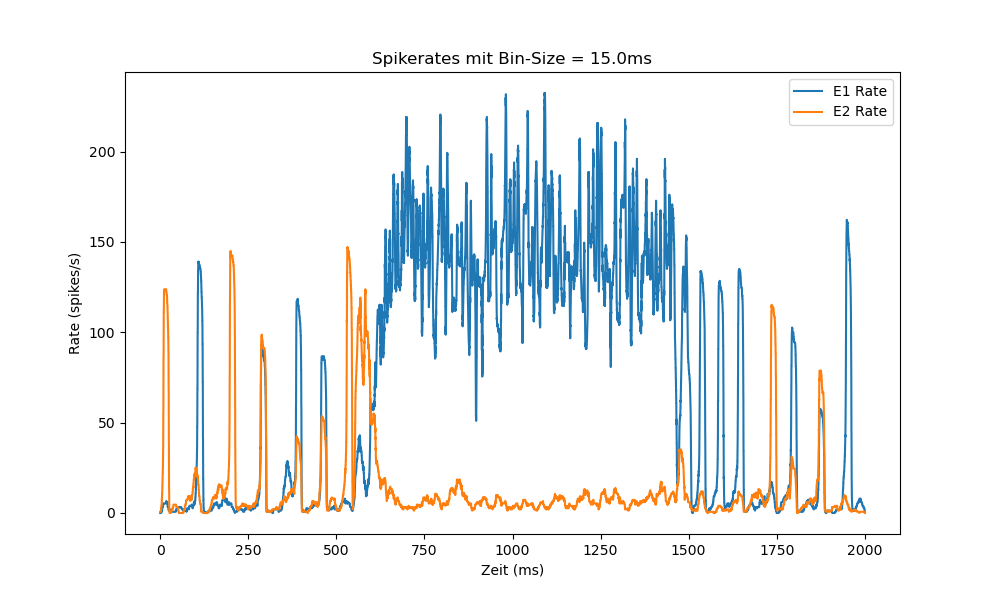 Spikerates mit Bin-Size = 15.0ms
E1 Rate
E2 Rate
Rate (spikes/s)
200
150
100
50
0
0 250 500 750 1000 1250 1500 1750 2000
Zeit (ms)